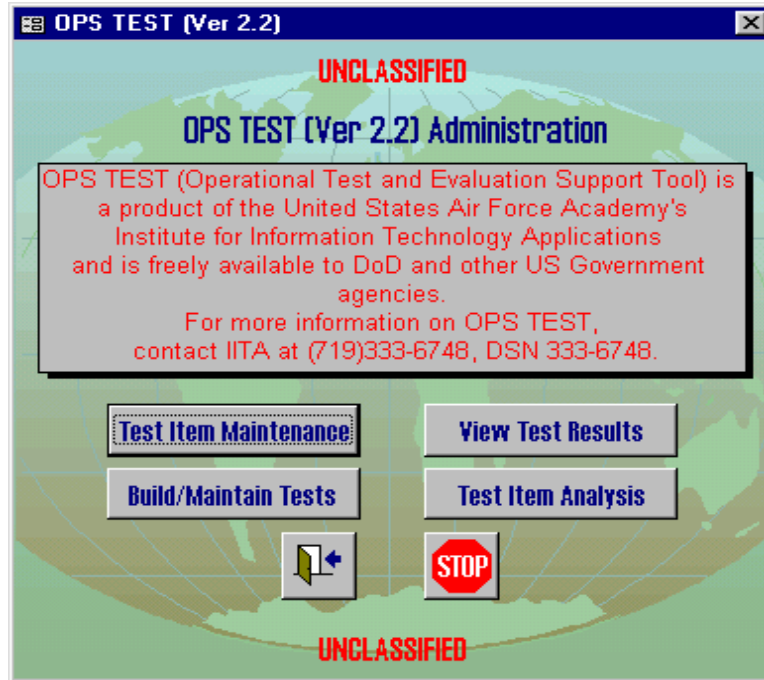 OPS TEST (Ver 2.2)
UNCLASSIFIED
OPS TEST (Ver 2.2) Administration
OPS TEST (Operational Test and Evaluation Support Tool) is
a product of the United States Air Force Academy's
Institute for Information Technology Applications
and is freely available to DoD and other US Government
agencies.
For more information on OPS TEST,
contact IITA at (719)333-6748, DSN 333-6748.
Test Item Maintenance
View Test Results
Build/Maintain Tests
Test Item Analysis
STOP
UNCLASSIFIED